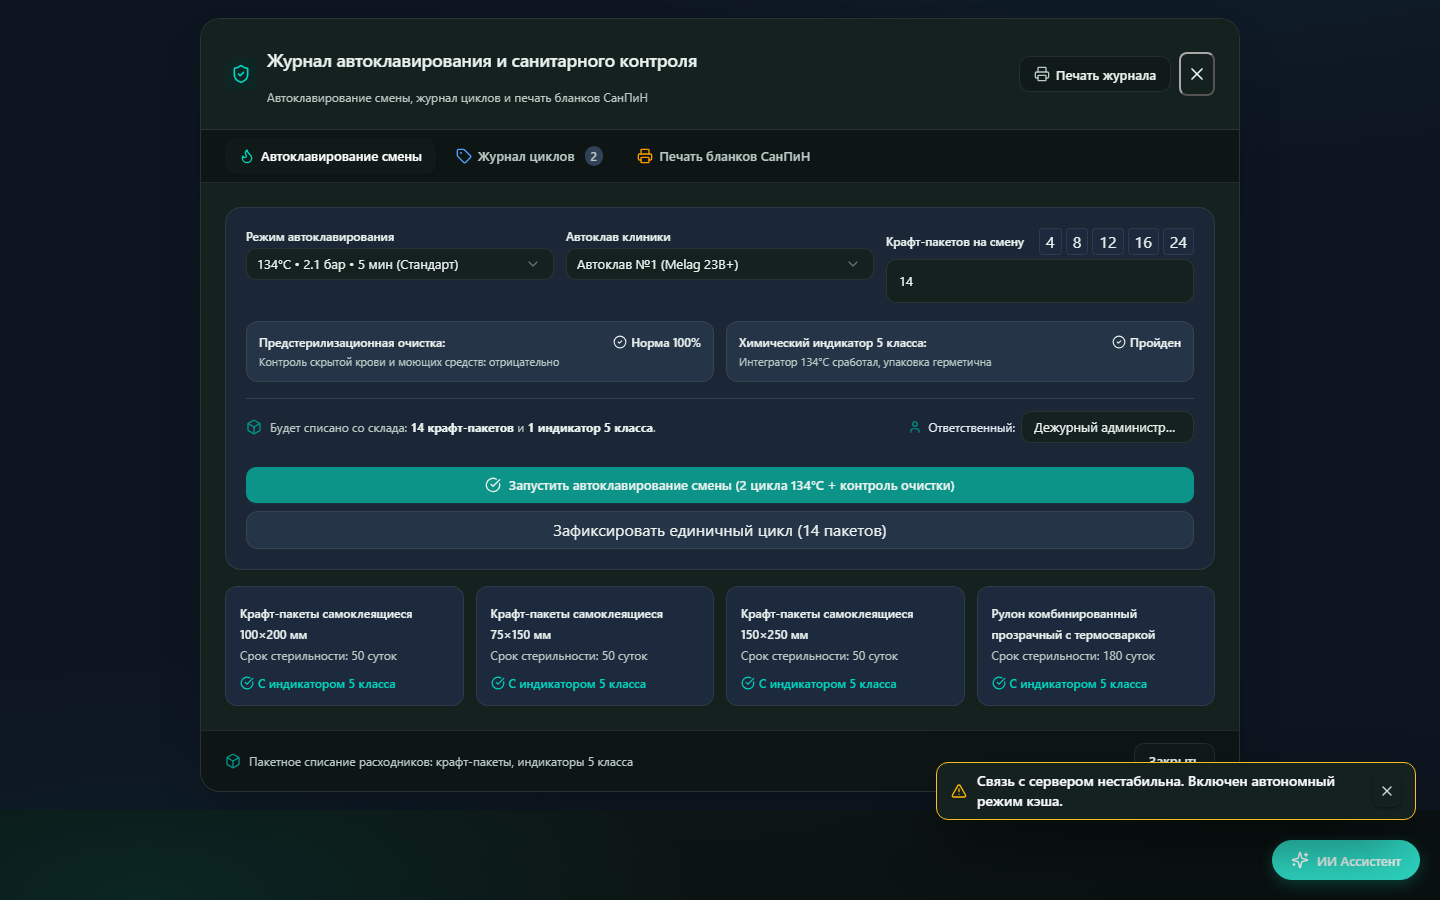 Журнал автоклавирования и санитарного контроля
Автоклавирование смены, журнал циклов и печать бланков СанПиН
Печать журнала
Автоклавирование смены
Журнал циклов 2
Печать бланков СанПиН
Режим автоклавирования
134°C • 2.1 бар • 5 мин (Стандарт)
Автоклав клиники
Автоклав №1 (Melag 23B+)
Крафт-пакетов на смену 4 8 12 16 24
14
Предстерилизационная очистка: Норма 100%
Контроль скрытой крови и моющих средств: отрицательно
Химический индикатор 5 класса: Пройден
Интегратор 134°C сработал, упаковка герметична
Будет списано со склада: 14 крафт-пакетов и 1 индикатор 5 класса.
Ответственный: Дежурный администр...
Запустить автоклавирование смены (2 цикла 134°C + контроль очистки)
Зафиксировать единичный цикл (14 пакетов)
Крафт-пакеты самоклеящиеся
100×200 мм
Срок стерильности: 50 суток
С индикатором 5 класса
Крафт-пакеты самоклеящиеся
75×150 мм
Срок стерильности: 50 суток
С индикатором 5 класса
Крафт-пакеты самоклеящиеся
150×250 мм
Срок стерильности: 50 суток
С индикатором 5 класса
Рулон комбинированный
прозрачный с термосваркой
Срок стерильности: 180 суток
С индикатором 5 класса
Пакетное списание расходников: крафт-пакеты, индикаторы 5 класса
Закрыть
Связь с сервером нестабильна. Включен автономный
режим кэша.
ИИ Ассистент